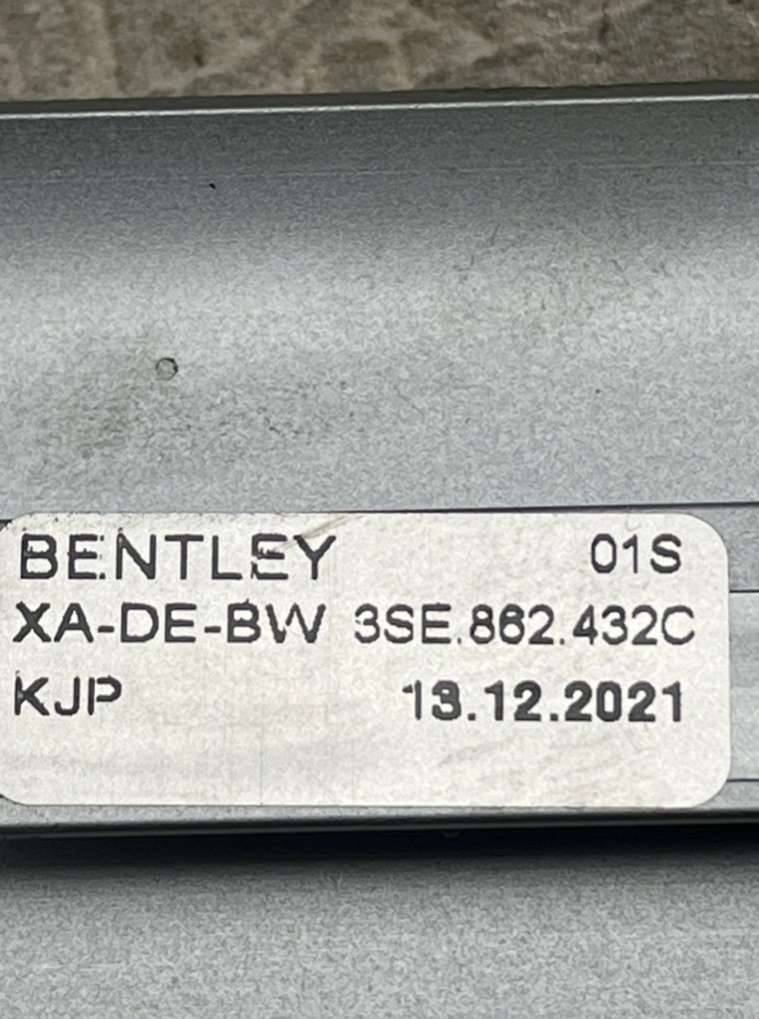 BENTLEY 01S
XA-DE-BW 3SE.862.432C
KJP 13.12.2021